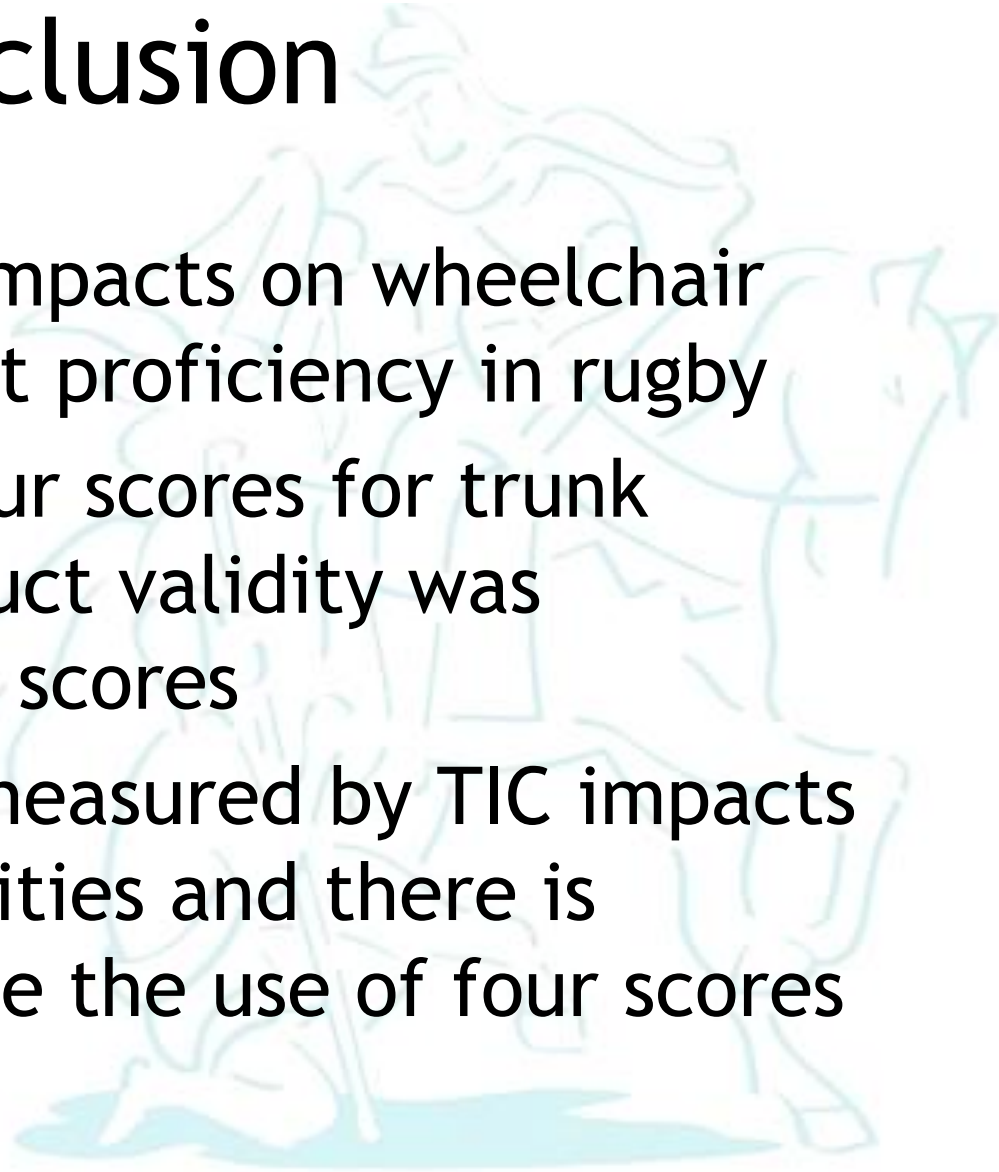 clusion
mpacts on wheelchair
t proficiency in rugby
ur scores for trunk
uct validity was
scores
neasured by TIC impacts
ities and there is
e the use of four scores